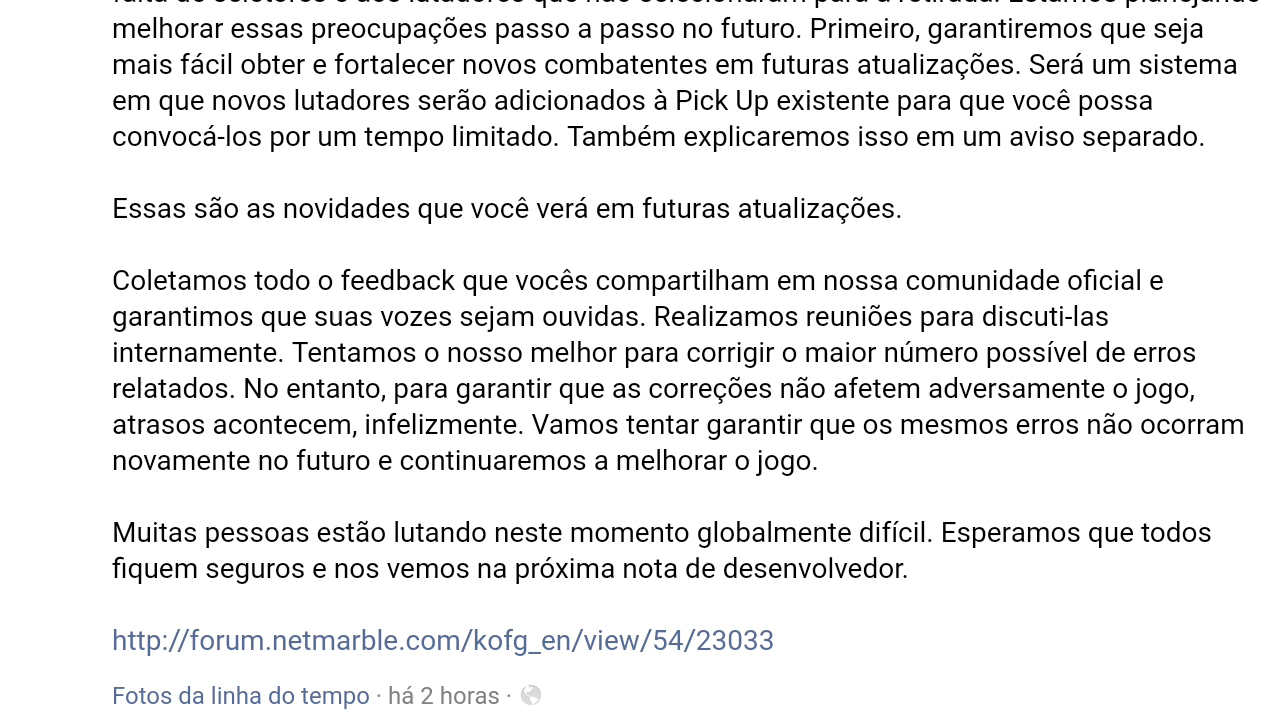 melhorar essas preocupações passo a passo no futuro. Primeiro, garantiremos que seja
mais fácil obter e fortalecer novos combatentes em futuras atualizações. Será um sistema
em que novos lutadores serão adicionados à Pick Up existente para que você possa
convocá-los por um tempo limitado. Também explicaremos isso em um aviso separado.
Essas são as novidades que você verá em futuras atualizações.
Coletamos todo o feedback que vocês compartilham em nossa comunidade oficial e
garantimos que suas vozes sejam ouvidas. Realizamos reuniões para discuti-las
internamente. Tentamos o nosso melhor para corrigir o maior número possível de erros
relatados. No entanto, para garantir que as correções não afetem adversamente o jogo,
atrasos acontecem, infelizmente. Vamos tentar garantir que os mesmos erros não ocorram
novamente no futuro e continuaremos a melhorar o jogo.
Muitas pessoas estão lutando neste momento globalmente difícil. Esperamos que todos
fiquem seguros e nos vemos na próxima nota de desenvolvedor.
http://forum.netmarble.com/kofg_en/view/54/23033
Fotos da linha do tempo · há 2 horas ·